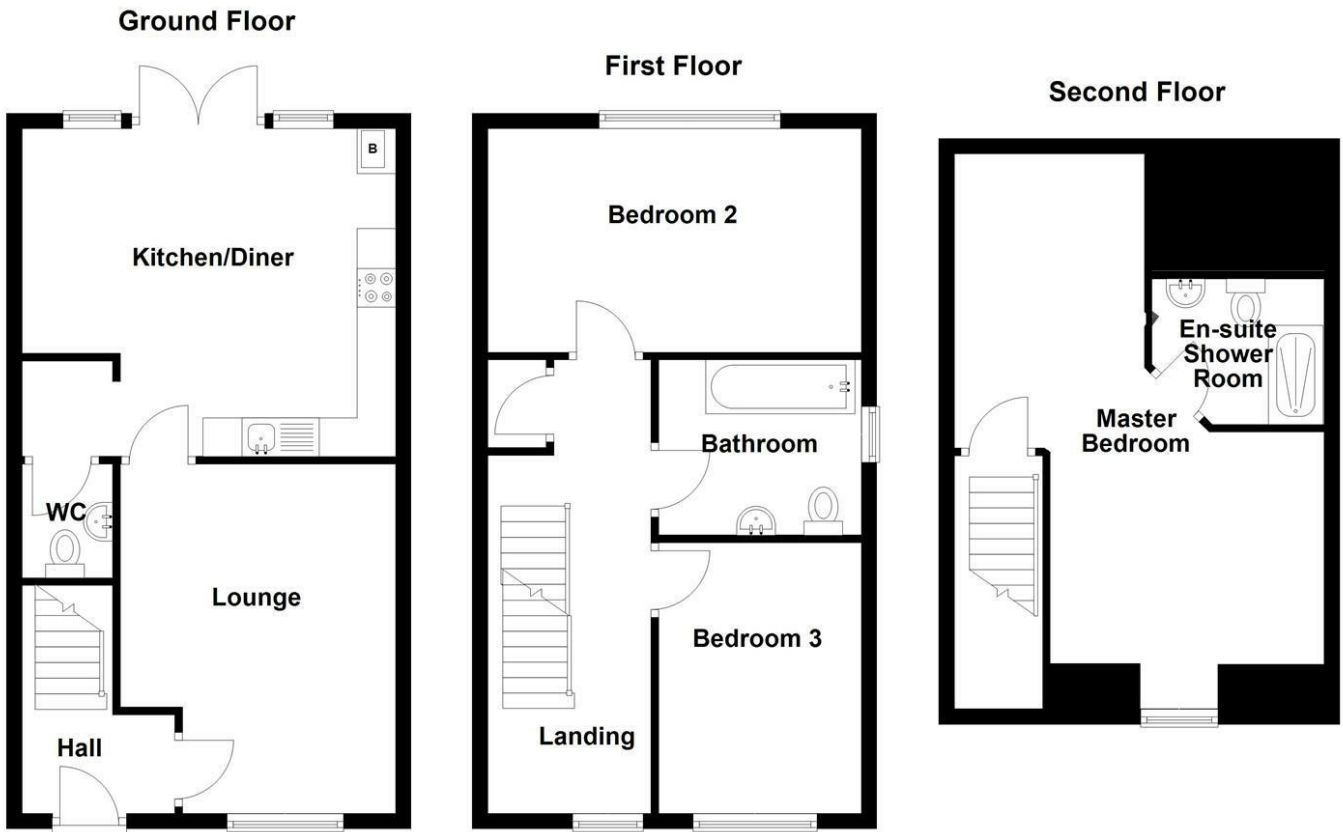 Ground Floor
B
Kitchen/Diner
WC
Lounge
Hall
First Floor
Bedroom 2
Bathroom
Bedroom 3
Landing
Second Floor
En-suite
Shower
Room
Master
Bedroom